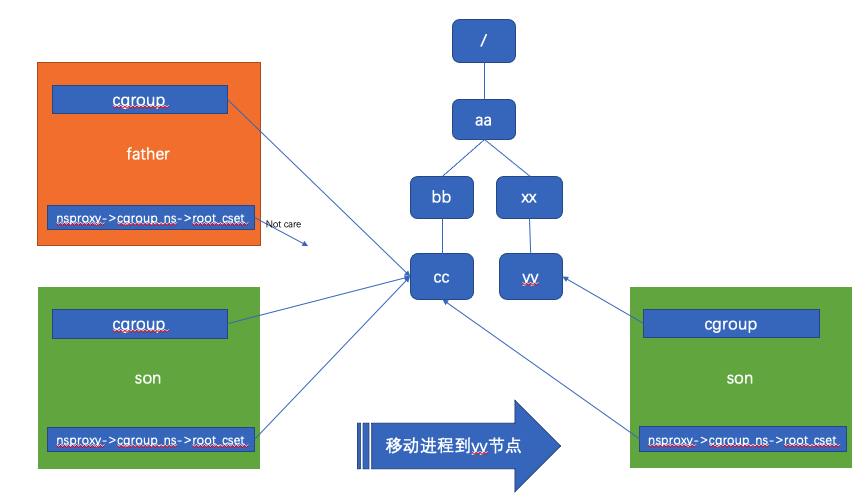 /
cgroup
aa
father
bb
xx
nsproxy->cgroup_ns->root_cset
Not care
cc
yy
cgroup
cgroup
son
son
nsproxy->cgroup_ns->root_cset
移动进程到yy节点
nsproxy->cgroup_ns->root_cset